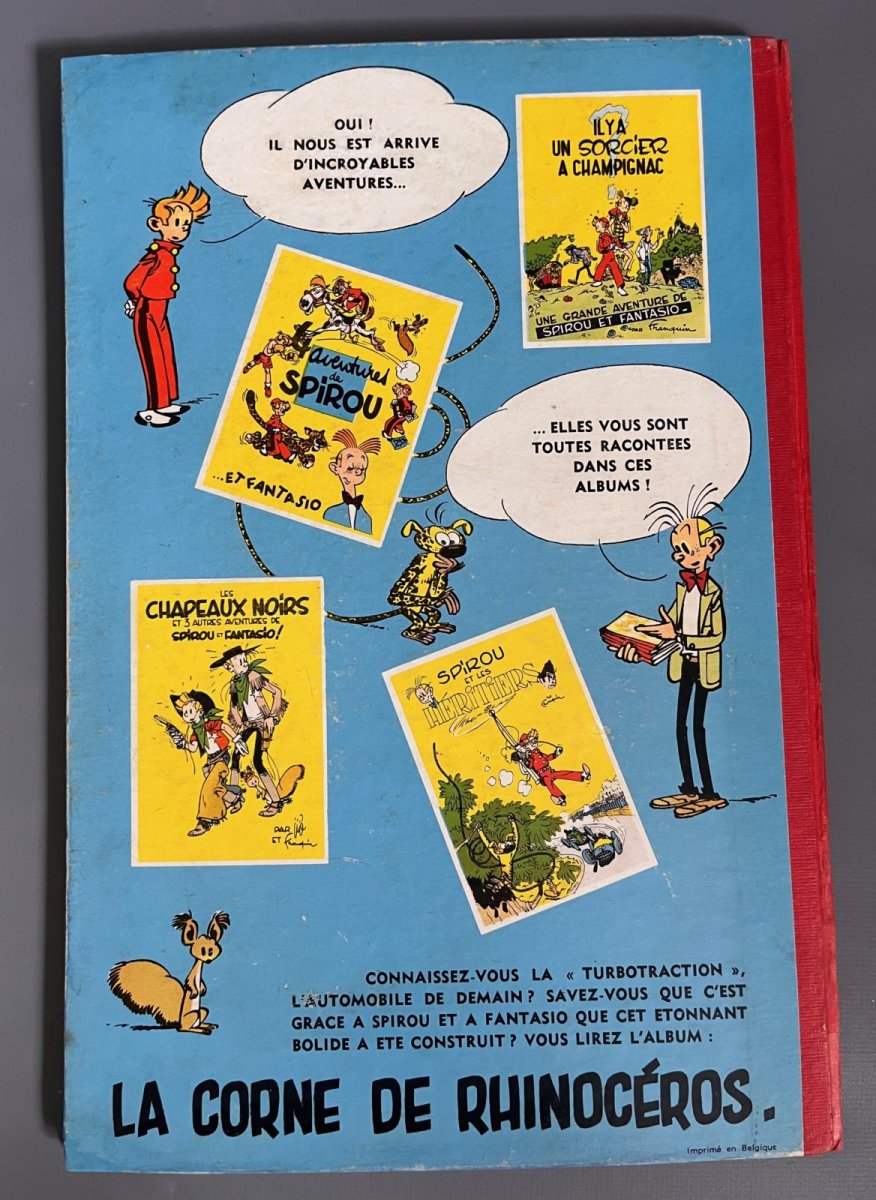 OUI !
IL NOUS EST ARRIVE
D'INCROYABLES
AVENTURES...
IL Y A
UN SORCIER
A CHAMPIGNAC
UNE GRANDE AVENTURE DE
SPIROU ET FANTASIO -
Franquin
aventures
de
SPIROU
...ET FANTASIO
... ELLES VOUS SONT
TOUTES RACONTEES
DANS CES
ALBUMS !
LES
CHAPEAUX NOIRS
ET 3 AUTRES AVENTURES DE
SPIROU ET FANTASIO!
PAR Jijé
ET Franquin
SPIROU
ET LES
HÉRITIERS
CONNAISSEZ-VOUS LA « TURBOTRACTION »,
L'AUTOMOBILE DE DEMAIN ? SAVEZ-VOUS QUE C'EST
GRACE A SPIROU ET A FANTASIO QUE CET ETONNANT
BOLIDE A ETE CONSTRUIT ? VOUS LIREZ L'ALBUM :
LA CORNE DE RHINOCÉROS.
Imprimé en Belgique